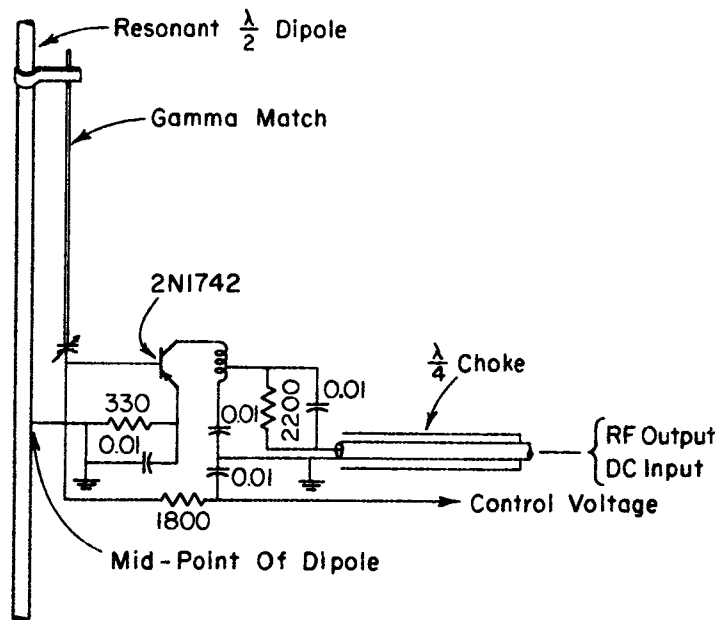 Resonant λ/2 Dipole
Gamma Match
2N1742
λ/4 Choke
330
0.01
0.01
2200
0.01
0.01
1800
RF Output
DC Input
Control Voltage
Mid-Point Of Dipole